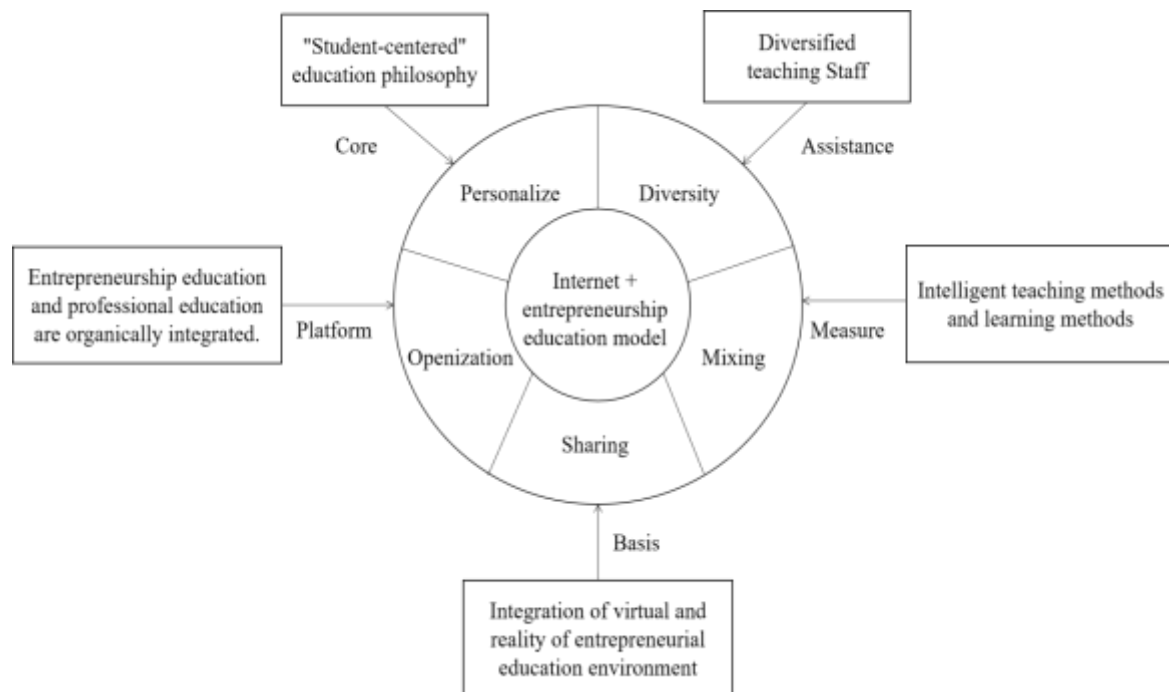 "Student-centered"
education philosophy
Diversified
teaching Staff
Core
Assistance
Personalize
Diversity
Entrepreneurship education
and professional education
are organically integrated.
Platform
Internet +
entrepreneurship
education model
Measure
Intelligent teaching methods
and learning methods
Openization
Mixing
Sharing
Basis
Integration of virtual and
reality of entrepreneurial
education environment